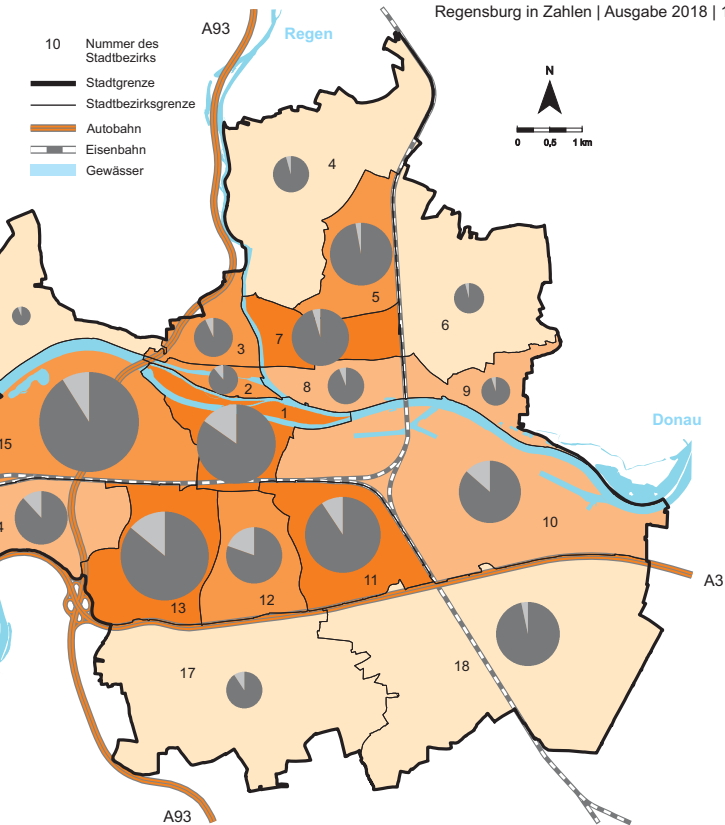 Regensburg in Zahlen | Ausgabe 2018 |
A93
Regen
10 Nummer des
Stadtbezirks
Stadtgrenze
Stadtbezirksgrenze
Autobahn
Eisenbahn
Gewässer
N
0 0,5 1 km
4
5
6
7
3
2
8
9
1
Donau
15
4
10
A3
11
12
13
17
18
A93